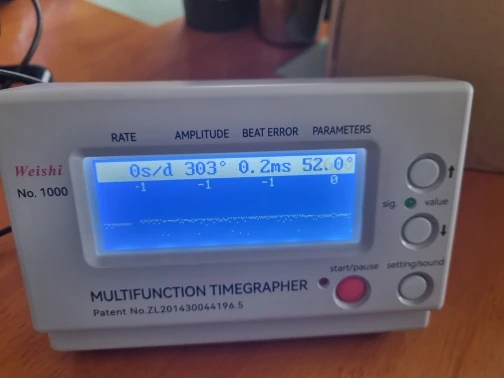 RATE AMPLITUDE BEAT ERROR PARAMETERS
0s/d 303° 0.2ms 52.0°
-1 -1 -1 0
Weishi
No. 1000
sig. value
start/pause setting/sound
MULTIFUNCTION TIMEGRAPHER
Patent No.ZL201430044196.5